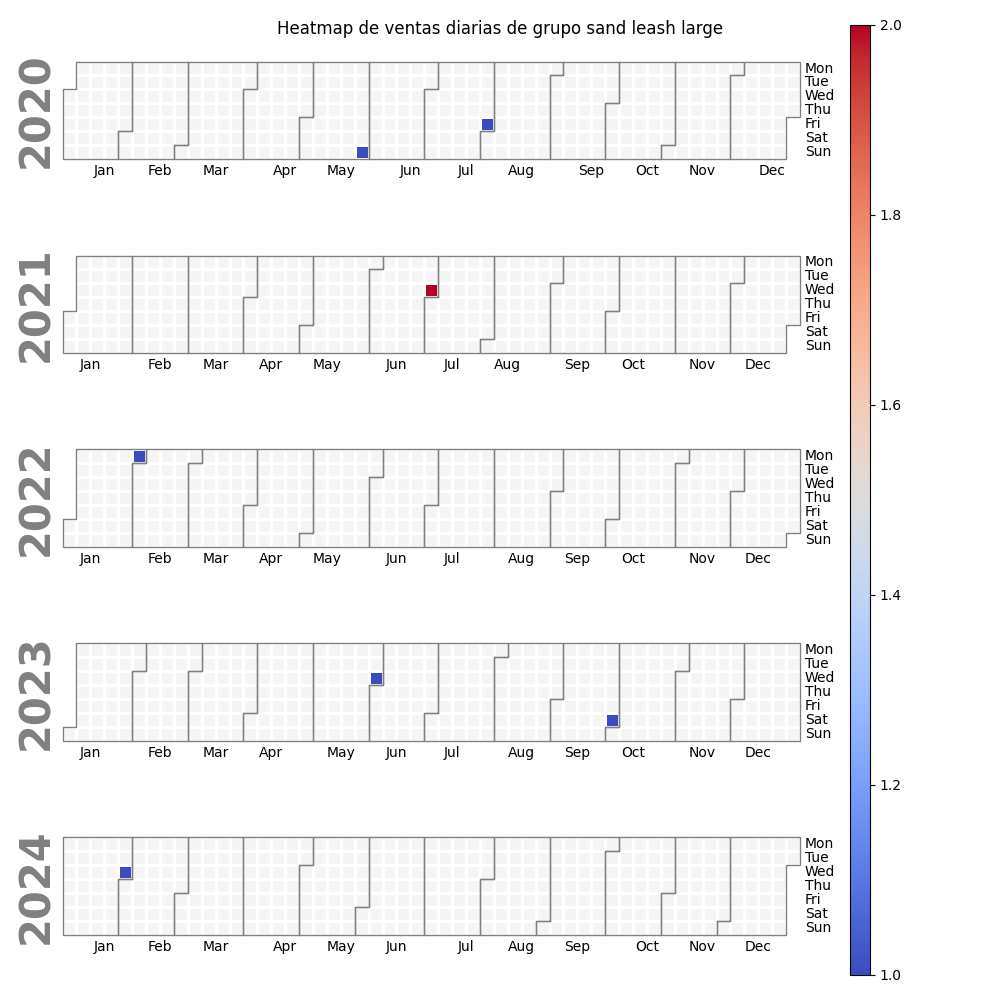 Heatmap de ventas diarias de grupo sand leash large
2020
Mon
Tue
Wed
Thu
Fri
Sat
Sun
Jan Feb Mar Apr May Jun Jul Aug Sep Oct Nov Dec
2021
Mon
Tue
Wed
Thu
Fri
Sat
Sun
Jan Feb Mar Apr May Jun Jul Aug Sep Oct Nov Dec
2022
Mon
Tue
Wed
Thu
Fri
Sat
Sun
Jan Feb Mar Apr May Jun Jul Aug Sep Oct Nov Dec
2023
Mon
Tue
Wed
Thu
Fri
Sat
Sun
Jan Feb Mar Apr May Jun Jul Aug Sep Oct Nov Dec
2024
Mon
Tue
Wed
Thu
Fri
Sat
Sun
Jan Feb Mar Apr May Jun Jul Aug Sep Oct Nov Dec
2.0
1.8
1.6
1.4
1.2
1.0